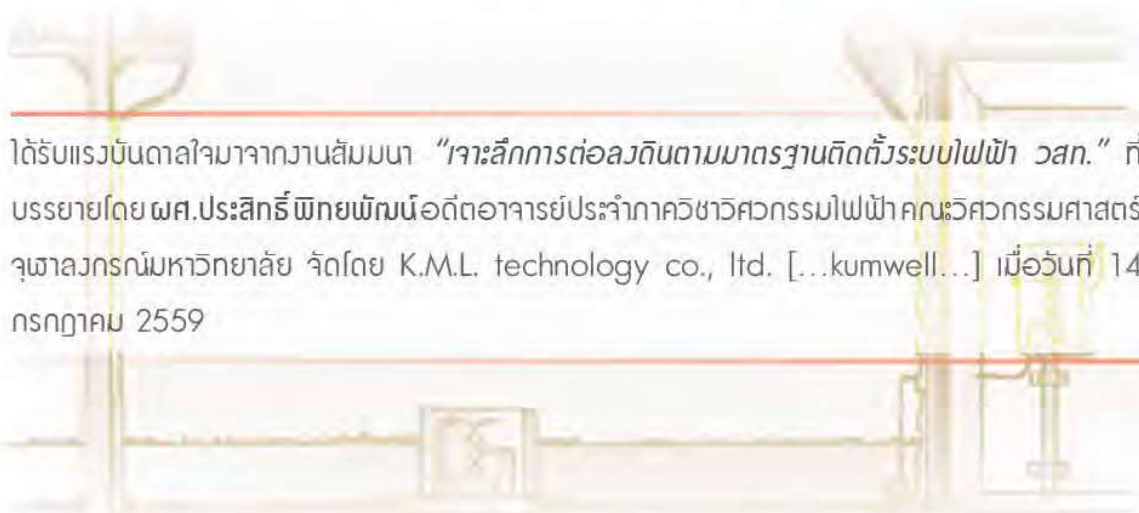 ได้รับแรงบันดาลใจมาจากงานสัมมนา “เจาะลึกการต่อลงดินตามมาตรฐานติดตั้งระบบไฟฟ้า วสท.” ที่
บรรยายโดย ผศ.ประสิทธิ์ พิทยพัฒน์ อดีตอาจารย์ประจำภาควิชาวิศวกรรมไฟฟ้า คณะวิศวกรรมศาสตร์
จุฬาลงกรณ์มหาวิทยาลัย จัดโดย K.M.L. technology co., ltd. [...kumwell...] เมื่อวันที่ 14
กรกฎาคม 2559